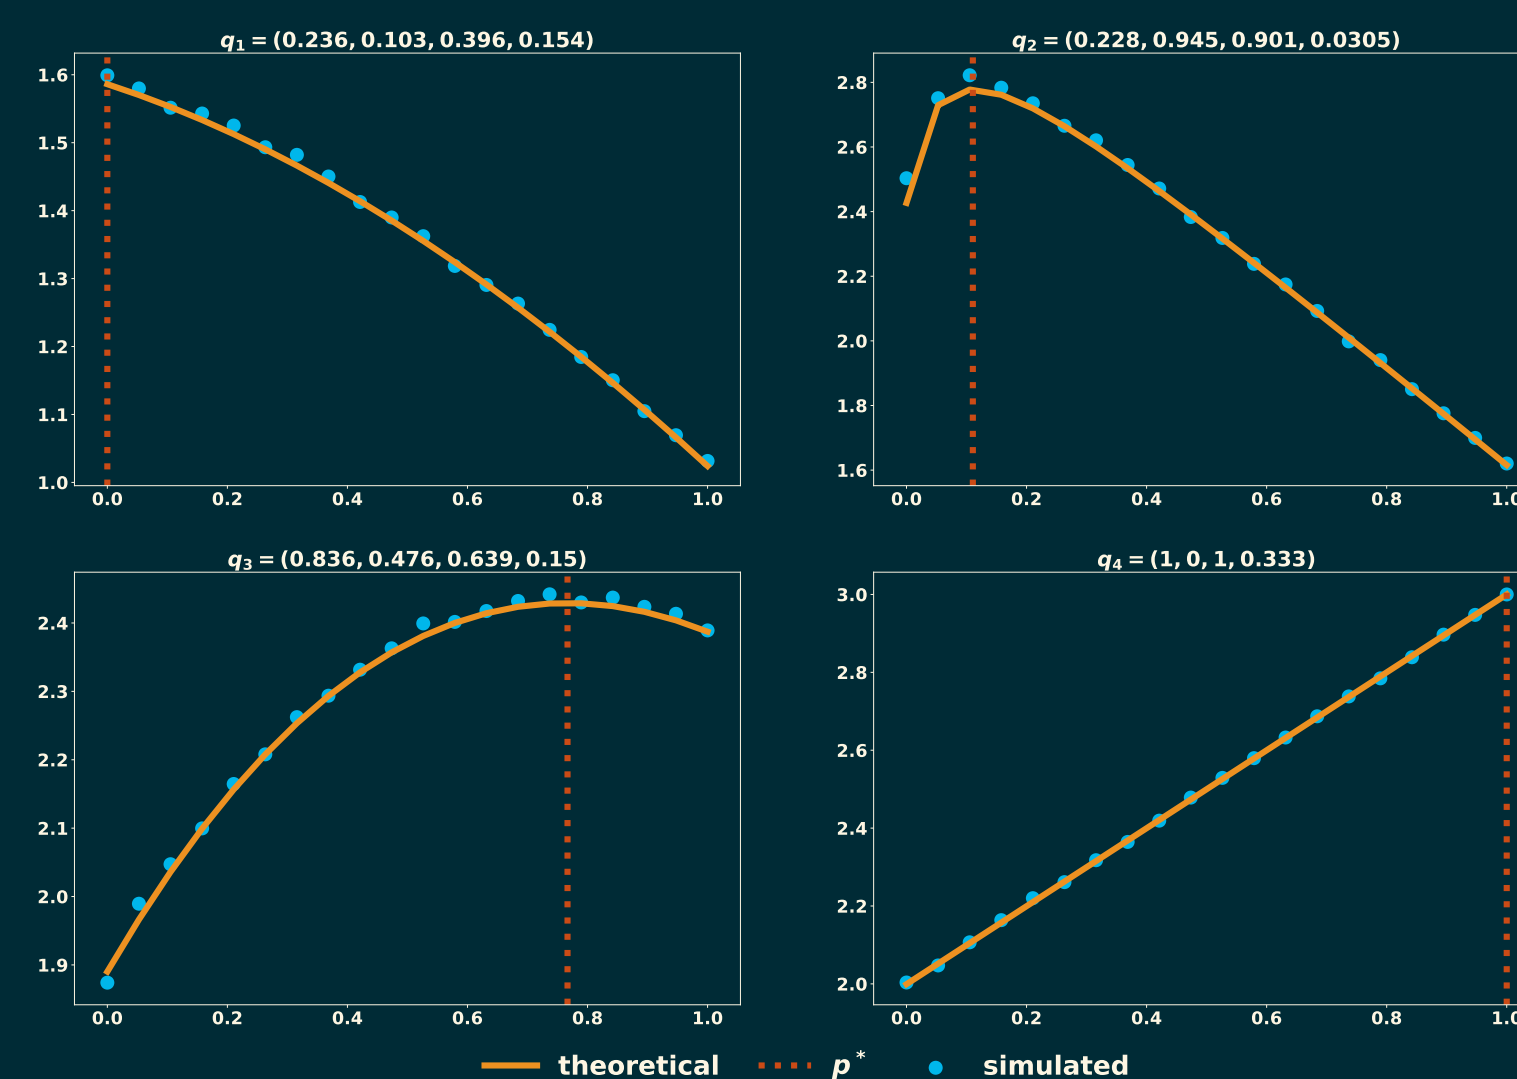 q₁ = (0.236, 0.103, 0.396, 0.154)
1.6
1.5
1.4
1.3
1.2
1.1
1.0
0.0 0.2 0.4 0.6 0.8 1.0
q₂ = (0.228, 0.945, 0.901, 0.0305)
2.8
2.6
2.4
2.2
2.0
1.8
1.6
0.0 0.2 0.4 0.6 0.8 1.0
q₃ = (0.836, 0.476, 0.639, 0.15)
2.4
2.3
2.2
2.1
2.0
1.9
0.0 0.2 0.4 0.6 0.8 1.0
q₄ = (1, 0, 1, 0.333)
3.0
2.8
2.6
2.4
2.2
2.0
0.0 0.2 0.4 0.6 0.8 1.0
theoretical p* simulated